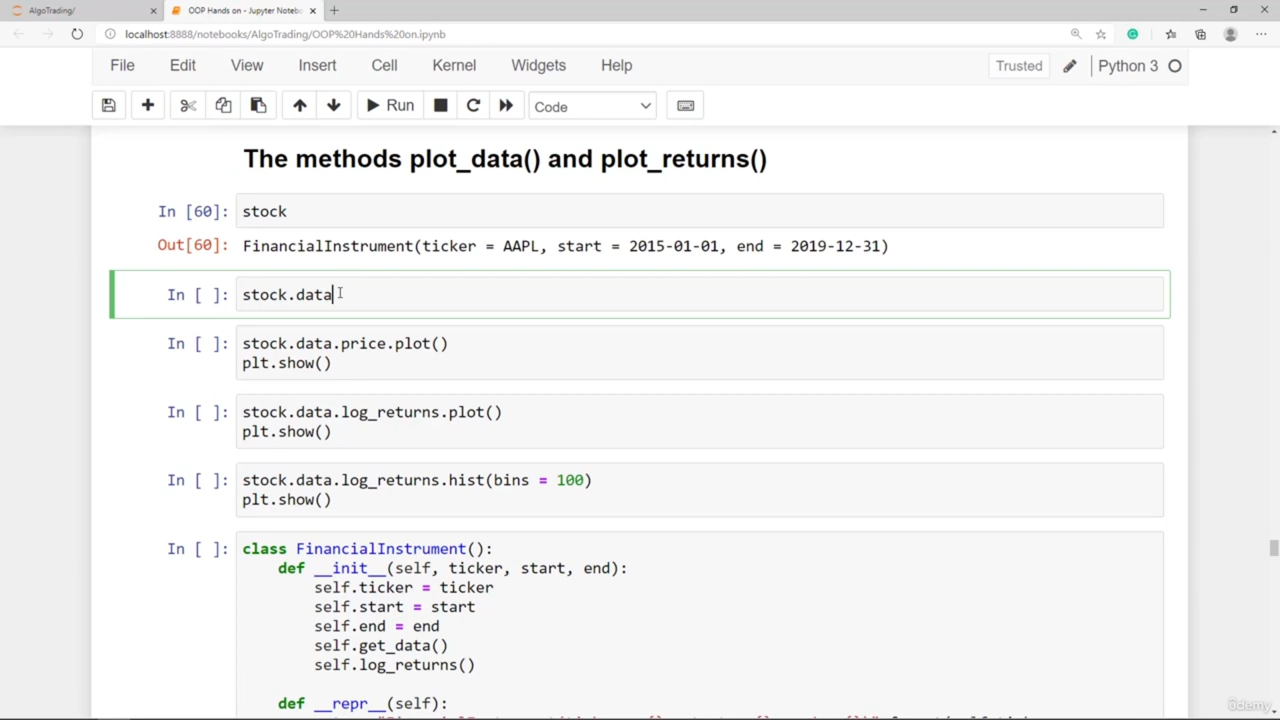 AlgoTrading/
OOP Hands on - Jupyter Notebo
localhost:8888/notebooks/AlgoTrading/OOP%20Hands%20on.ipynb
File Edit View Insert Cell Kernel Widgets Help Trusted Python 3
Run Code
The methods plot_data() and plot_returns()
In [60]: stock
Out[60]: FinancialInstrument(ticker = AAPL, start = 2015-01-01, end = 2019-12-31)
In [ ]: stock.data
In [ ]: stock.data.price.plot()
plt.show()
In [ ]: stock.data.log_returns.plot()
plt.show()
In [ ]: stock.data.log_returns.hist(bins = 100)
plt.show()
In [ ]: class FinancialInstrument():
def __init__(self, ticker, start, end):
self.ticker = ticker
self.start = start
self.end = end
self.get_data()
self.log_returns()
def __repr__(self):
ûdemy